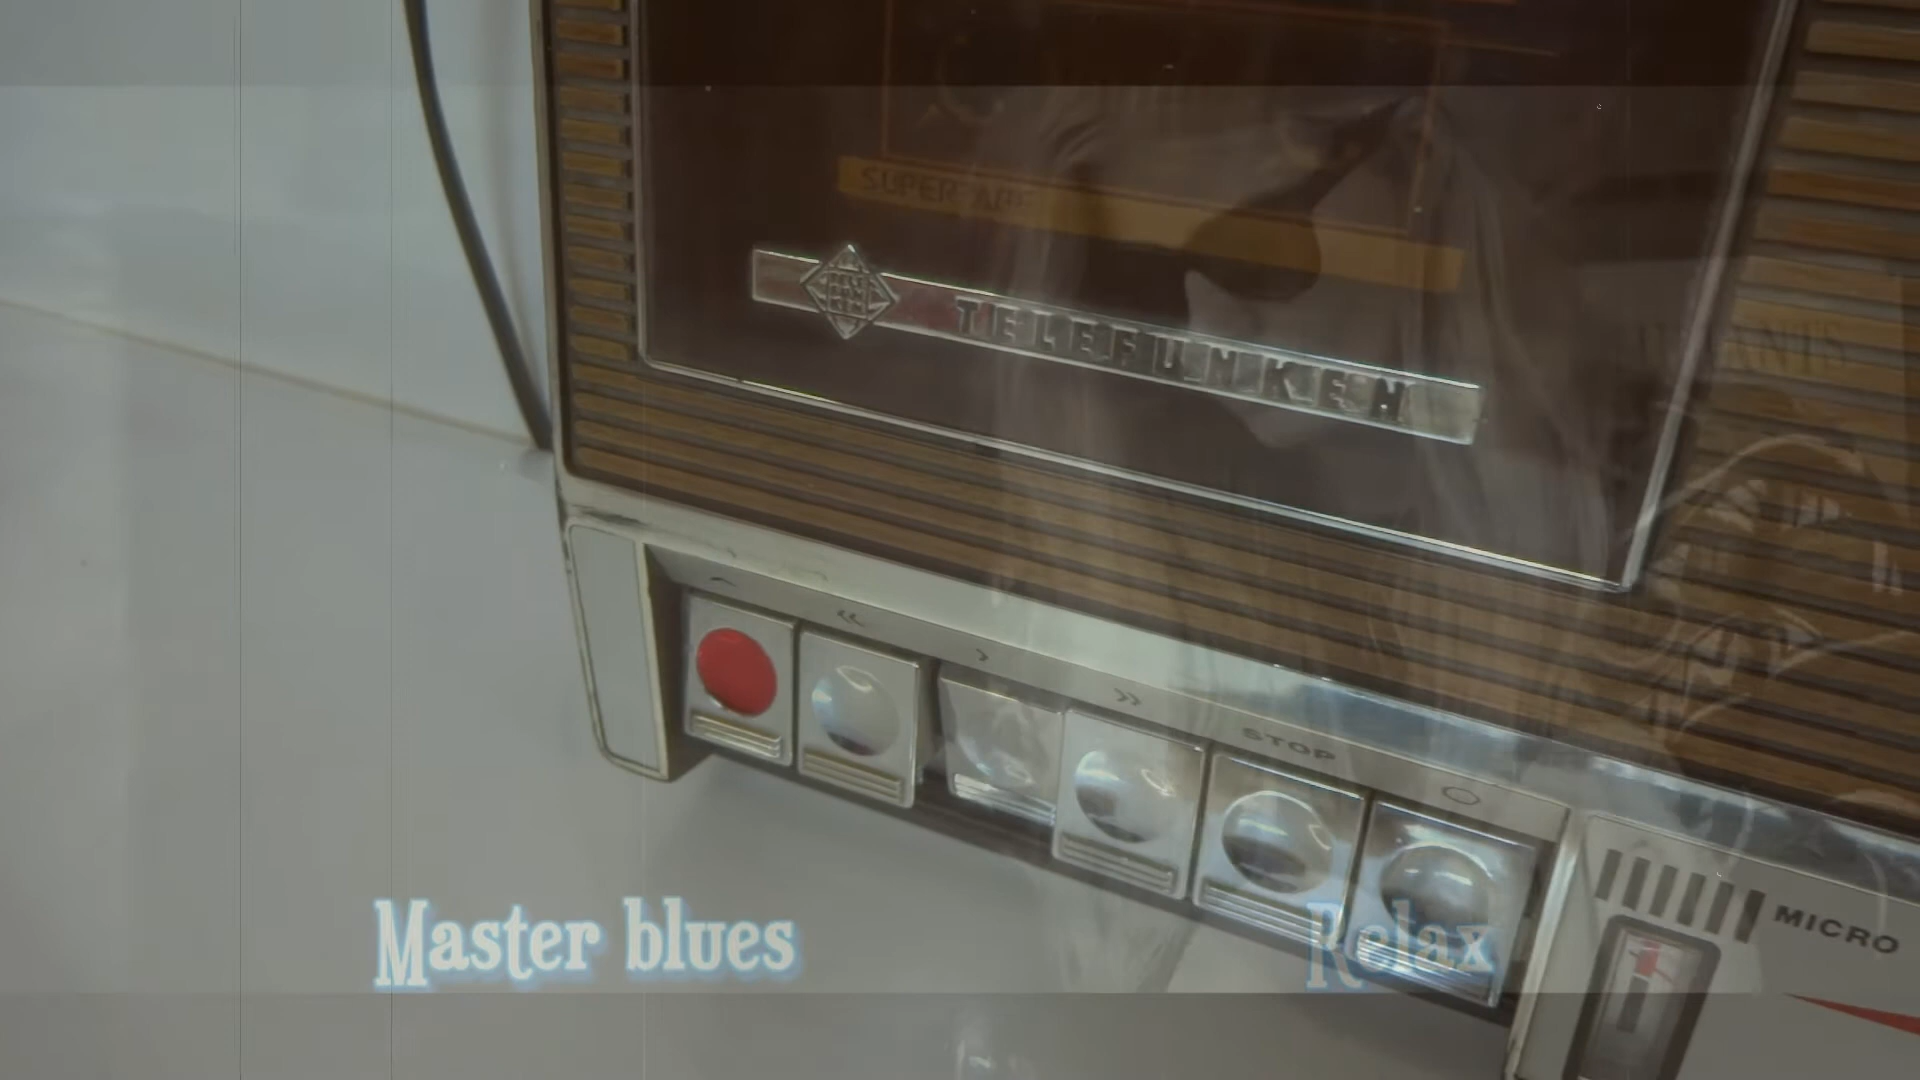 SUPER
TELEFUNKEN
STOP
MICRO
Master blues
Relax